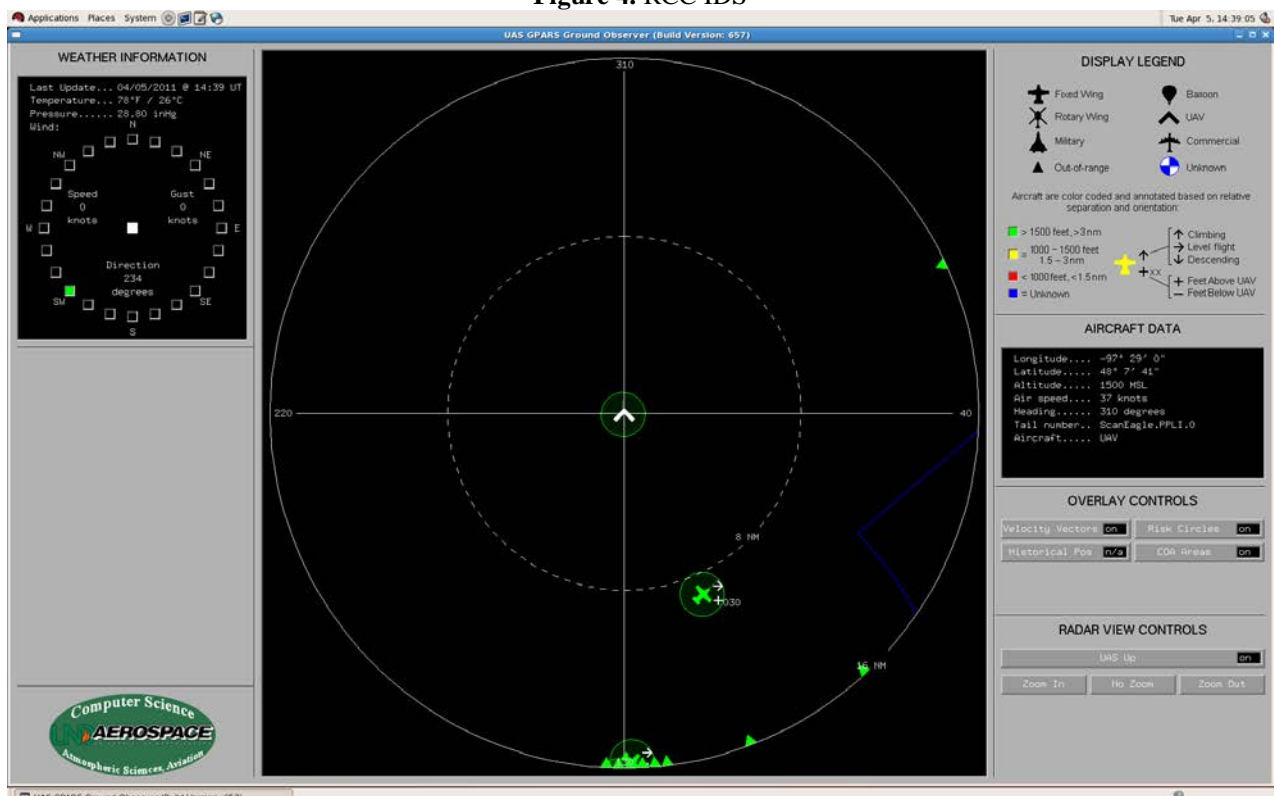 Figure 4. RCC IDS
Applications Places System
Tue Apr 5, 14:39:05
UAS GPARS Ground Observer (Build Version: 657)
WEATHER INFORMATION
Last Update... 04/05/2011 @ 14:39 UT
Temperature... 78°F / 26°C
Pressure...... 28.80 inHg
Wind:
N
NW
NE
Speed
0
knots
Gust
0
knots
W
E
Direction
234
degrees
SW
SE
S
310
220
40
8 NM
+030
16 NM
DISPLAY LEGEND
Fixed Wing
Balloon
Rotary Wing
UAV
Military
Commercial
Out-of-range
Unknown
Aircraft are color coded and annotated based on relative
separation and orientation:
> 1500 feet, >3nm
= 1000 - 1500 feet
1.5 - 3nm
< 1000 feet, <1.5nm
= Unknown
+xx
Climbing
Level flight
Descending
+ Feet Above UAV
- Feet Below UAV
AIRCRAFT DATA
Longitude.... -97° 29' 0"
Latitude..... 48° 7' 41"
Altitude..... 1500 MSL
Air speed.... 37 knots
Heading...... 310 degrees
Tail number.. ScanEagle.PPLI.0
Aircraft..... UAV
OVERLAY CONTROLS
Velocity Vectors on
Risk Circles on
Historical Pos n/a
COA Areas on
RADAR VIEW CONTROLS
UAS Up on
Zoom In
No Zoom
Zoom Out
Computer Science
UND AEROSPACE
Atmospheric Sciences, Aviation